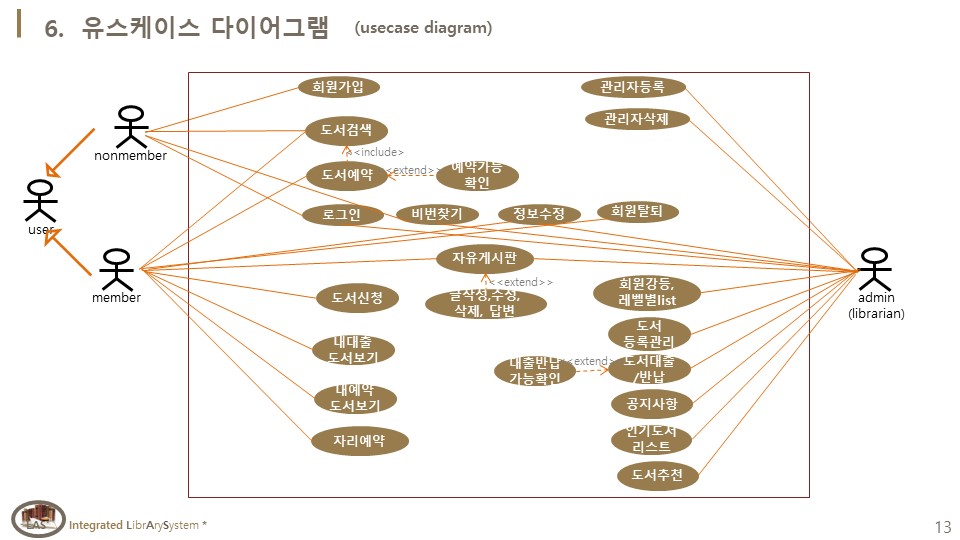 6. 유스케이스 다이어그램 (usecase diagram)
회원가입
관리자등록
관리자삭제
nonmember
도서검색
<<include>
도서예약
<extend>>
예약가능
확인
user
로그인
비번찾기
정보수정
회원탈퇴
자유게시판
member
admin
(librarian)
도서신청
<<extend>>
글작성,수정,
삭제, 답변
회원강등,
레벨별list
도서
등록관리
내대출
도서보기
대출반납
가능확인
<extend>
도서대출
/반납
내예약
도서보기
공지사항
자리예약
인기도서
리스트
도서추천
LAS
Integrated LibrArySystem *
13